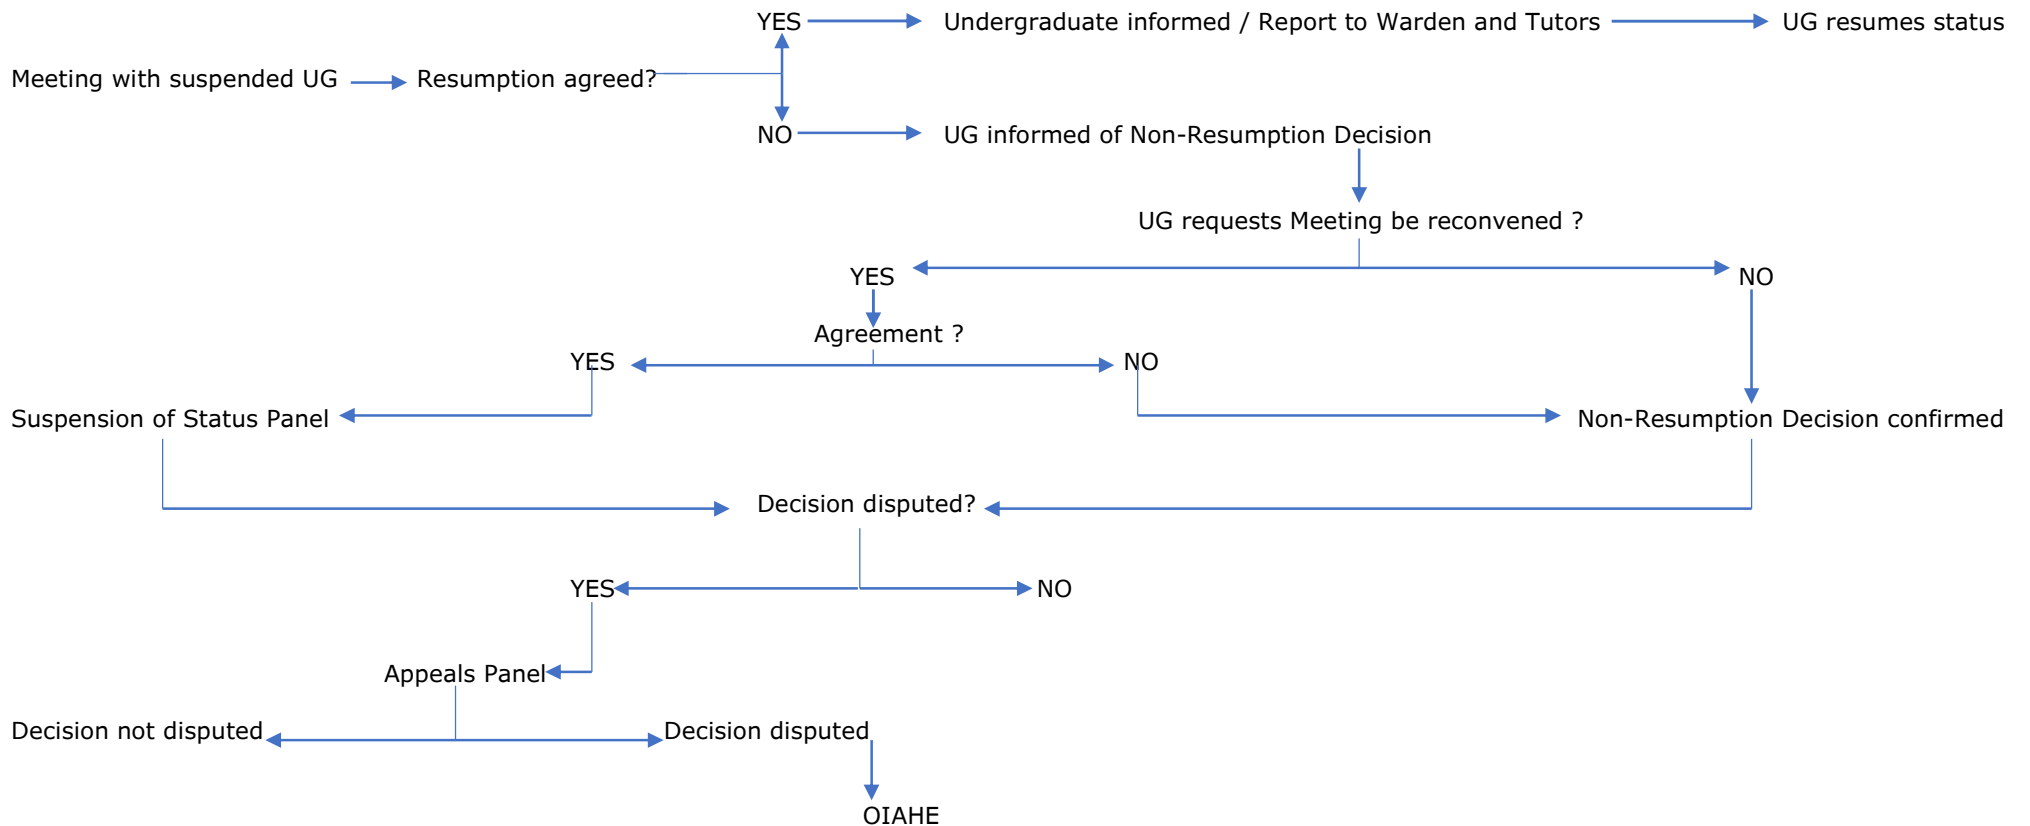 YES
Undergraduate informed / Report to Warden and Tutors
UG resumes status
Meeting with suspended UG
Resumption agreed?
NO
UG informed of Non-Resumption Decision
UG requests Meeting be reconvened ?
YES
NO
Agreement ?
YES
NO
Suspension of Status Panel
Non-Resumption Decision confirmed
Decision disputed?
YES
NO
Appeals Panel
Decision not disputed
Decision disputed
OIAHE